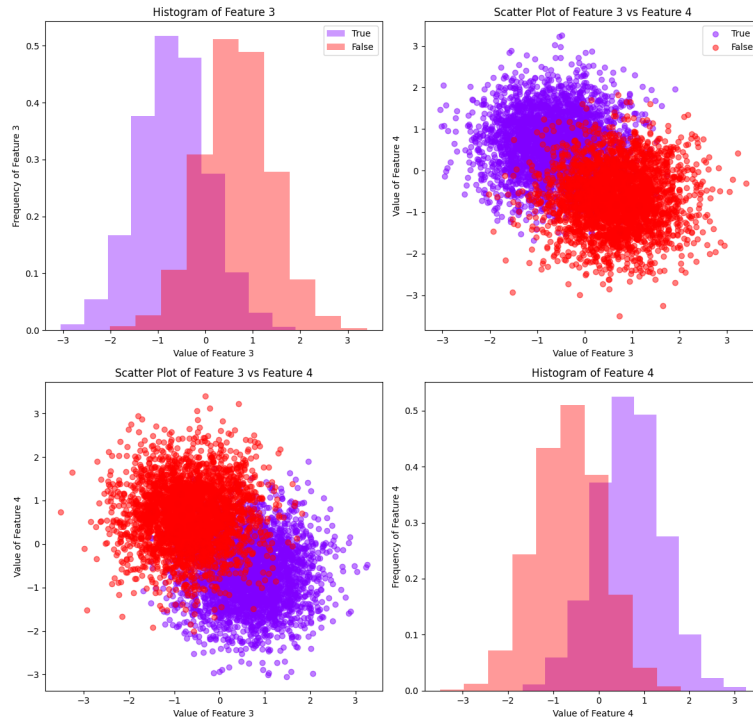 Histogram of Feature 3
True
False
Frequency of Feature 3
0.5
0.4
0.3
0.2
0.1
0.0
−3 −2 −1 0 1 2 3
Value of Feature 3
Scatter Plot of Feature 3 vs Feature 4
True
False
Value of Feature 4
3
2
1
0
−1
−2
−3
−3 −2 −1 0 1 2 3
Value of Feature 3
Scatter Plot of Feature 3 vs Feature 4
Value of Feature 4
3
2
1
0
−1
−2
−3
−3 −2 −1 0 1 2 3
Value of Feature 3
Histogram of Feature 4
Frequency of Feature 4
0.5
0.4
0.3
0.2
0.1
0.0
−3 −2 −1 0 1 2 3
Value of Feature 4